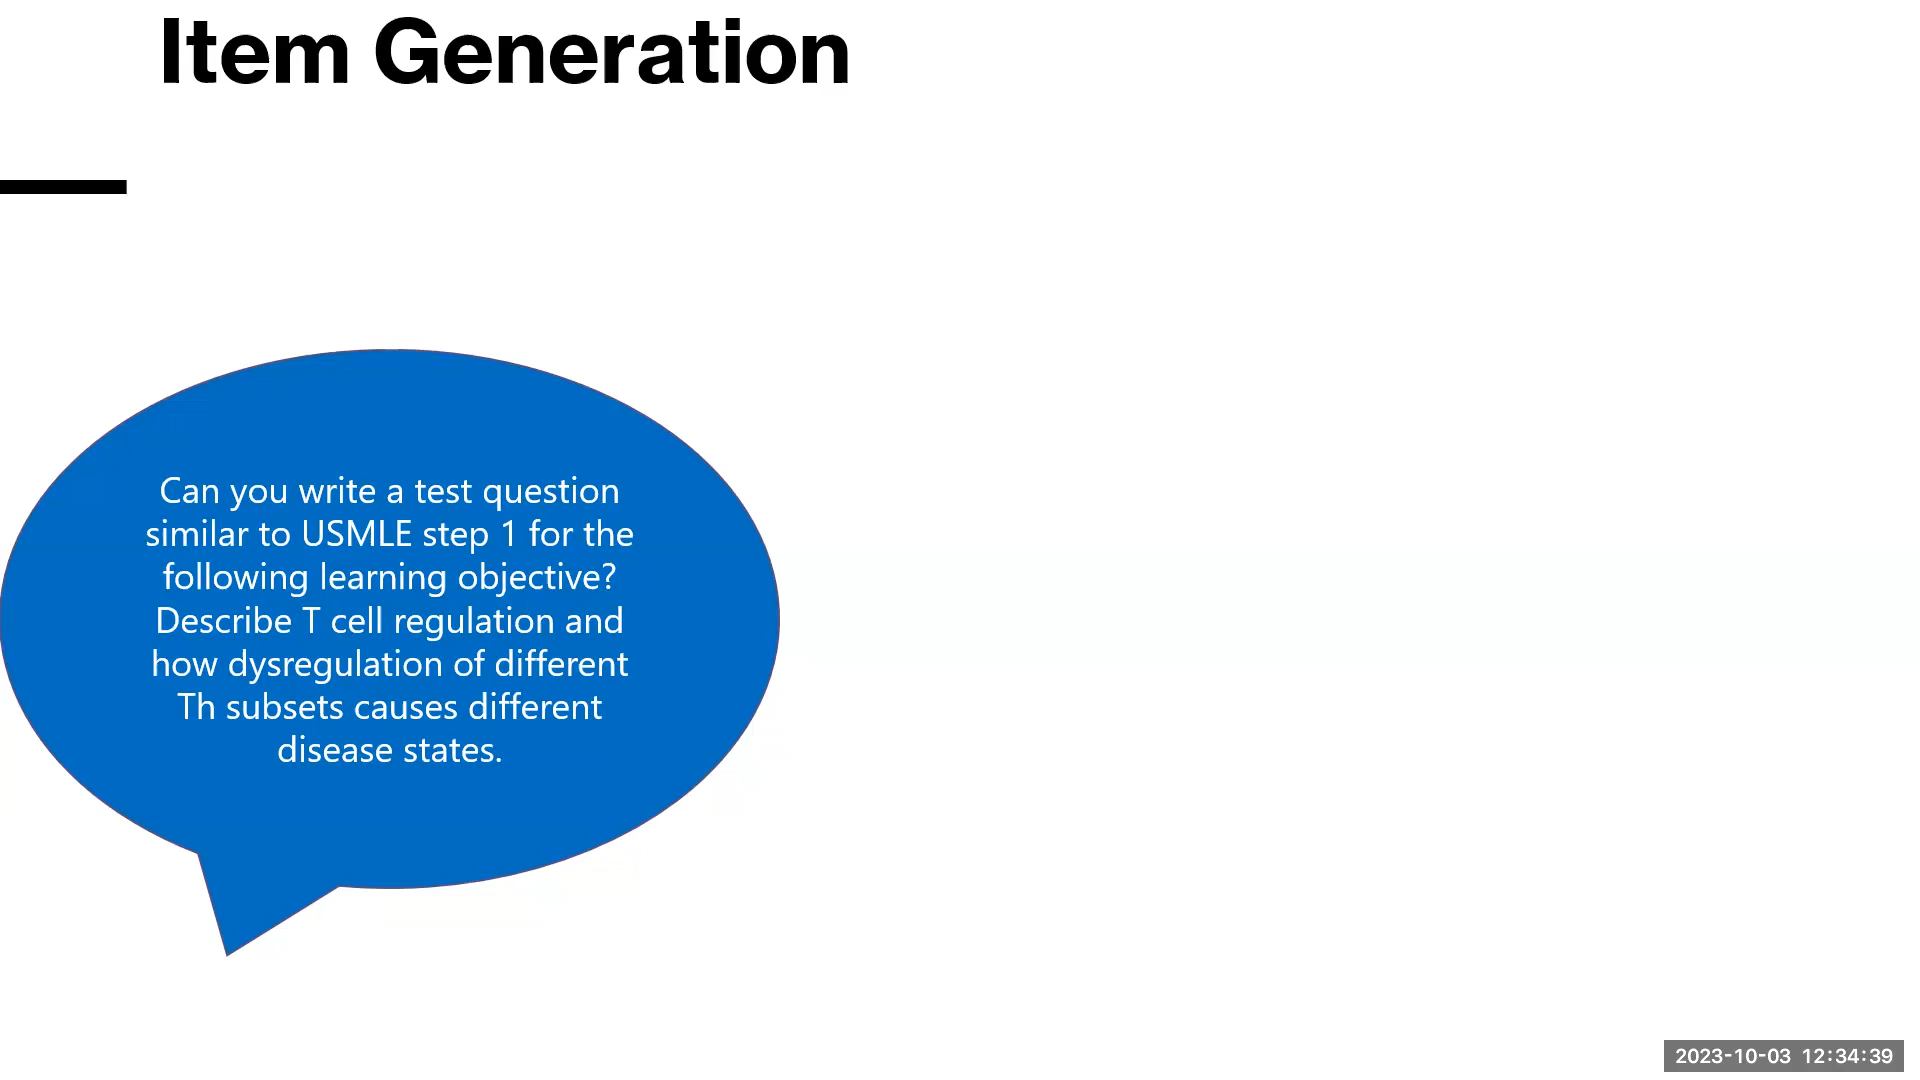 Item Generation
Can you write a test question
similar to USMLE step 1 for the
following learning objective?
Describe T cell regulation and
how dysregulation of different
Th subsets causes different
disease states.
2023-10-03 12:34:39